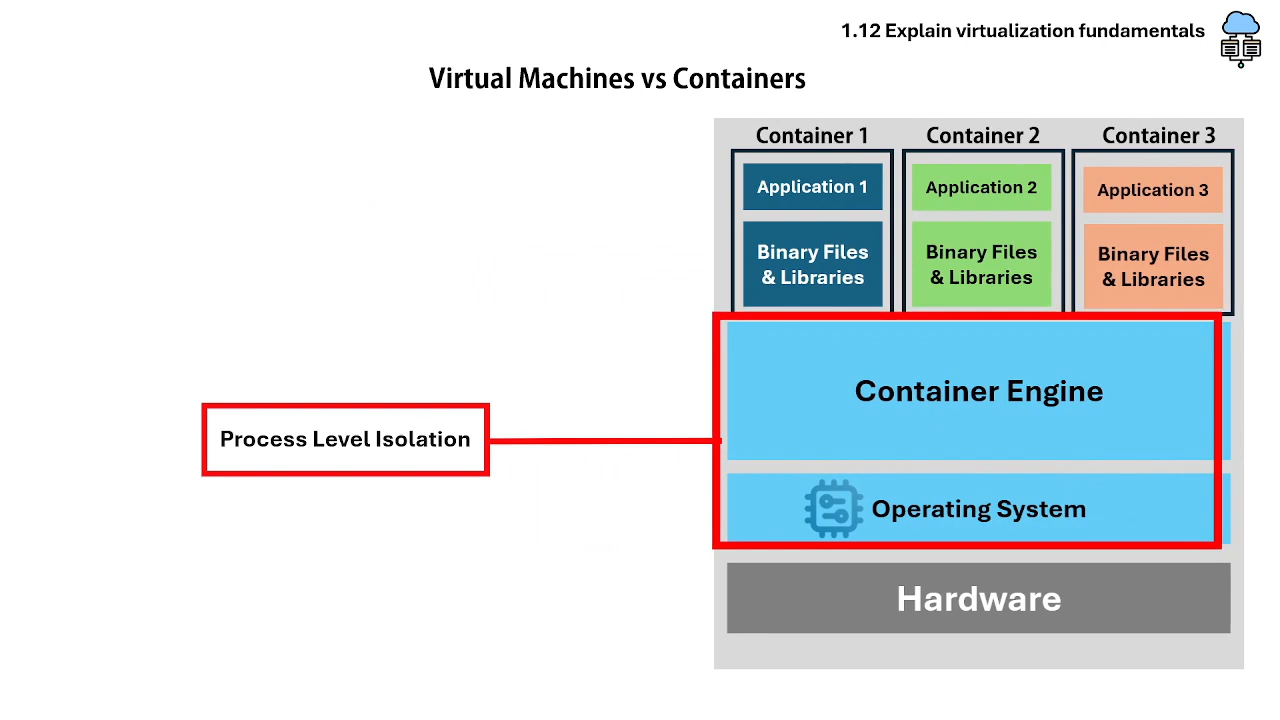 1.12 Explain virtualization fundamentals
Virtual Machines vs Containers
Container 1
Container 2
Container 3
Application 1
Application 2
Application 3
Binary Files
& Libraries
Binary Files
& Libraries
Binary Files
& Libraries
Container Engine
Process Level Isolation
Operating System
Hardware